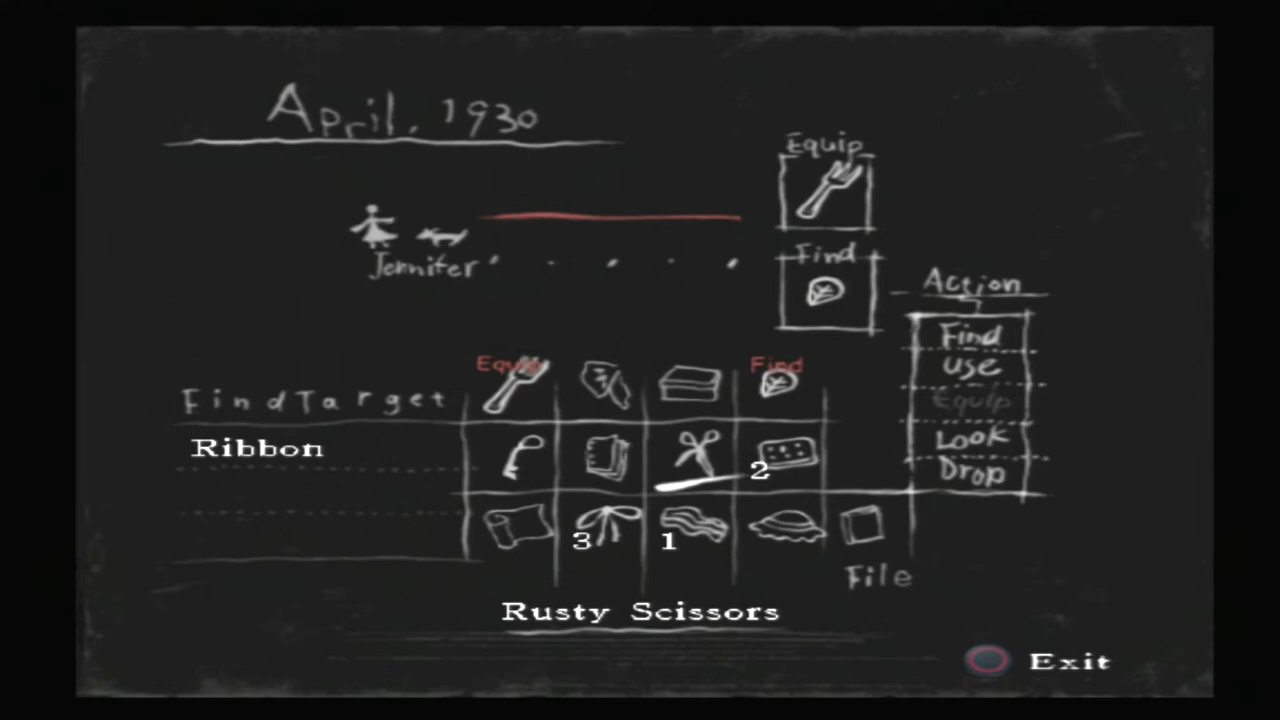 April, 1930
Equip
Jennifer
Find
Action
Find
Use
Equip
Look
Drop
Equip
Find
FindTarget
Ribbon
2
3
1
File
Rusty Scissors
Exit